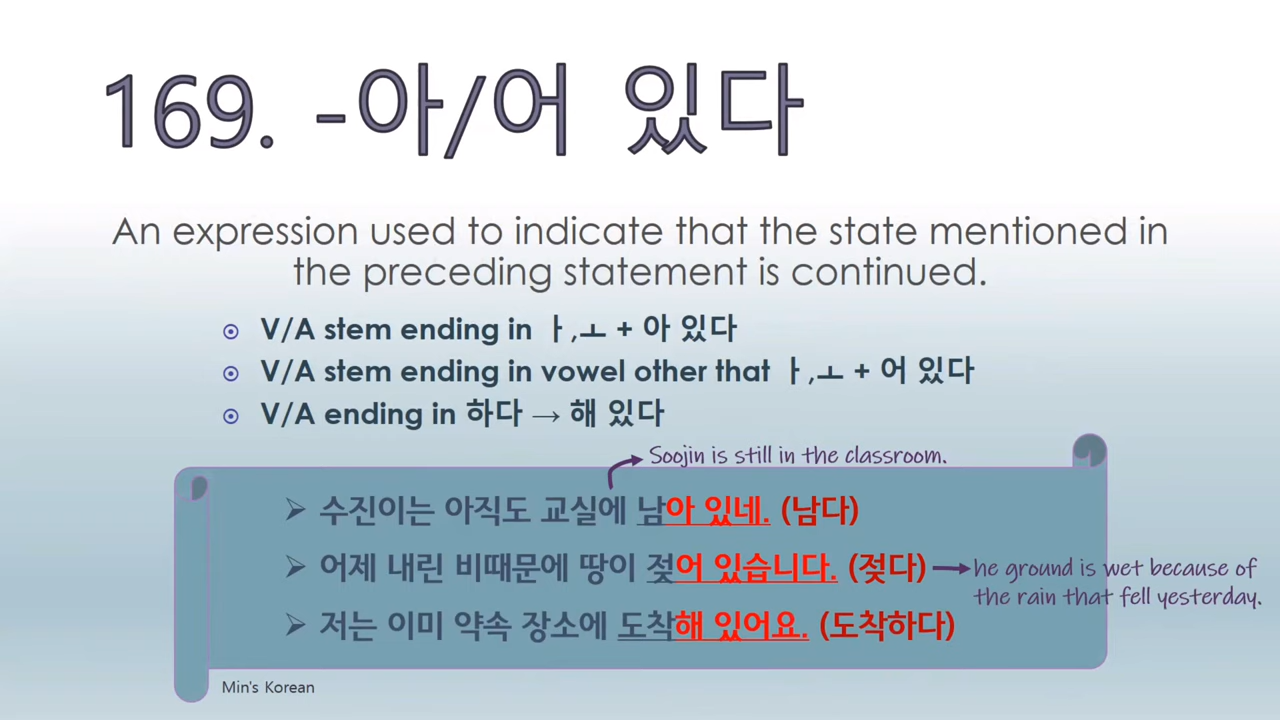 169. -아/어 있다
An expression used to indicate that the state mentioned in
the preceding statement is continued.
V/A stem ending in ㅏ,ㅗ + 아 있다
V/A stem ending in vowel other that ㅏ,ㅗ + 어 있다
V/A ending in 하다 → 해 있다
Soojin is still in the classroom.
수진이는 아직도 교실에 남아 있네. (남다)
어제 내린 비때문에 땅이 젖어 있습니다. (젖다)
he ground is wet because of
the rain that fell yesterday.
저는 이미 약속 장소에 도착해 있어요. (도착하다)
Min's Korean